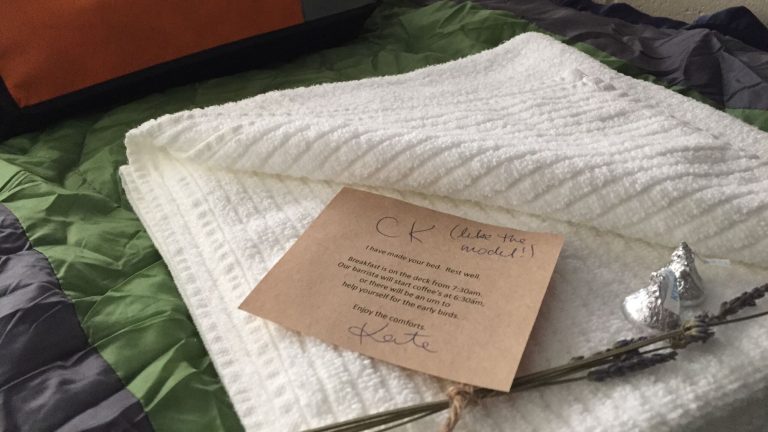 CK (like the
model!)
I have made your bed. Rest well.
Breakfast is on the deck from 7:30am.
Our barrista will start coffee's at 6:30am,
or there will be an urn to
help yourself for the early birds.
Enjoy the comforts.
Kate